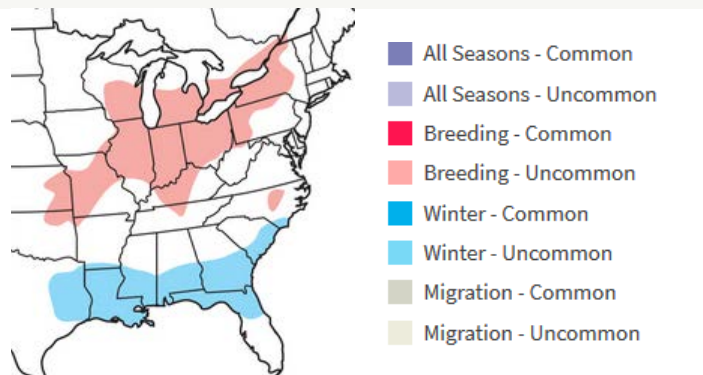 All Seasons - Common
All Seasons - Uncommon
Breeding - Common
Breeding - Uncommon
Winter - Common
Winter - Uncommon
Migration - Common
Migration - Uncommon